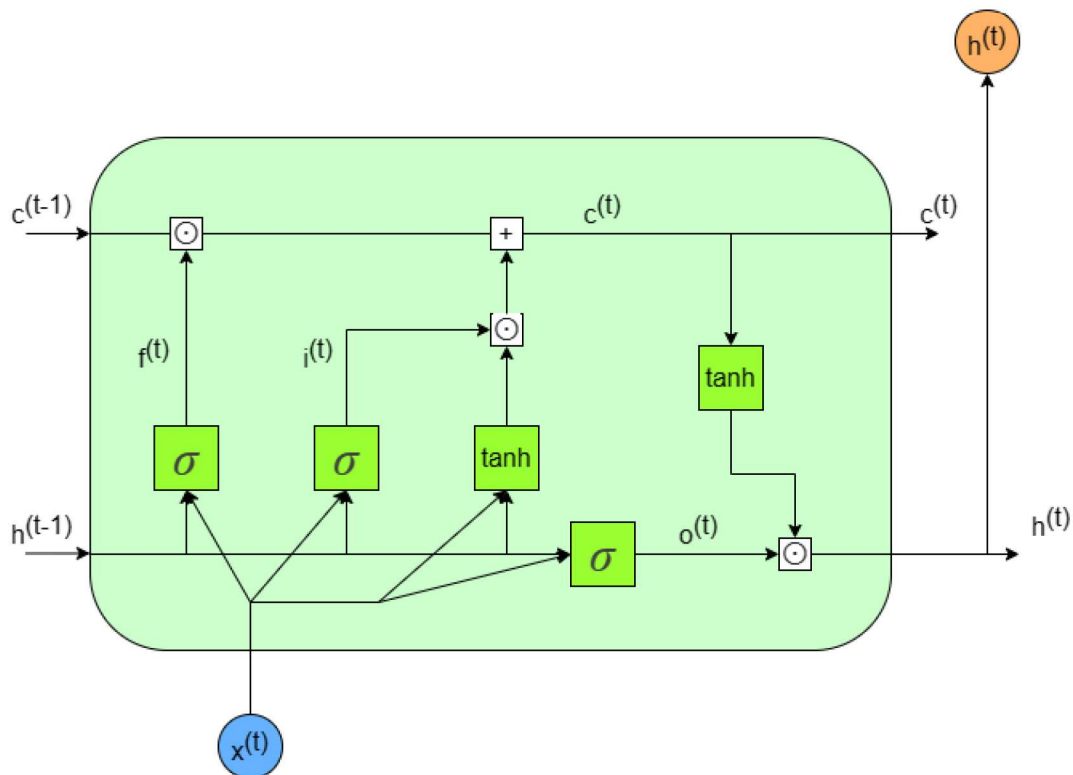 h(t)
c(t-1)
⊙
+
c(t)
c(t)
f(t)
i(t)
⊙
tanh
σ
σ
tanh
h(t-1)
σ
o(t)
⊙
h(t)
x(t)